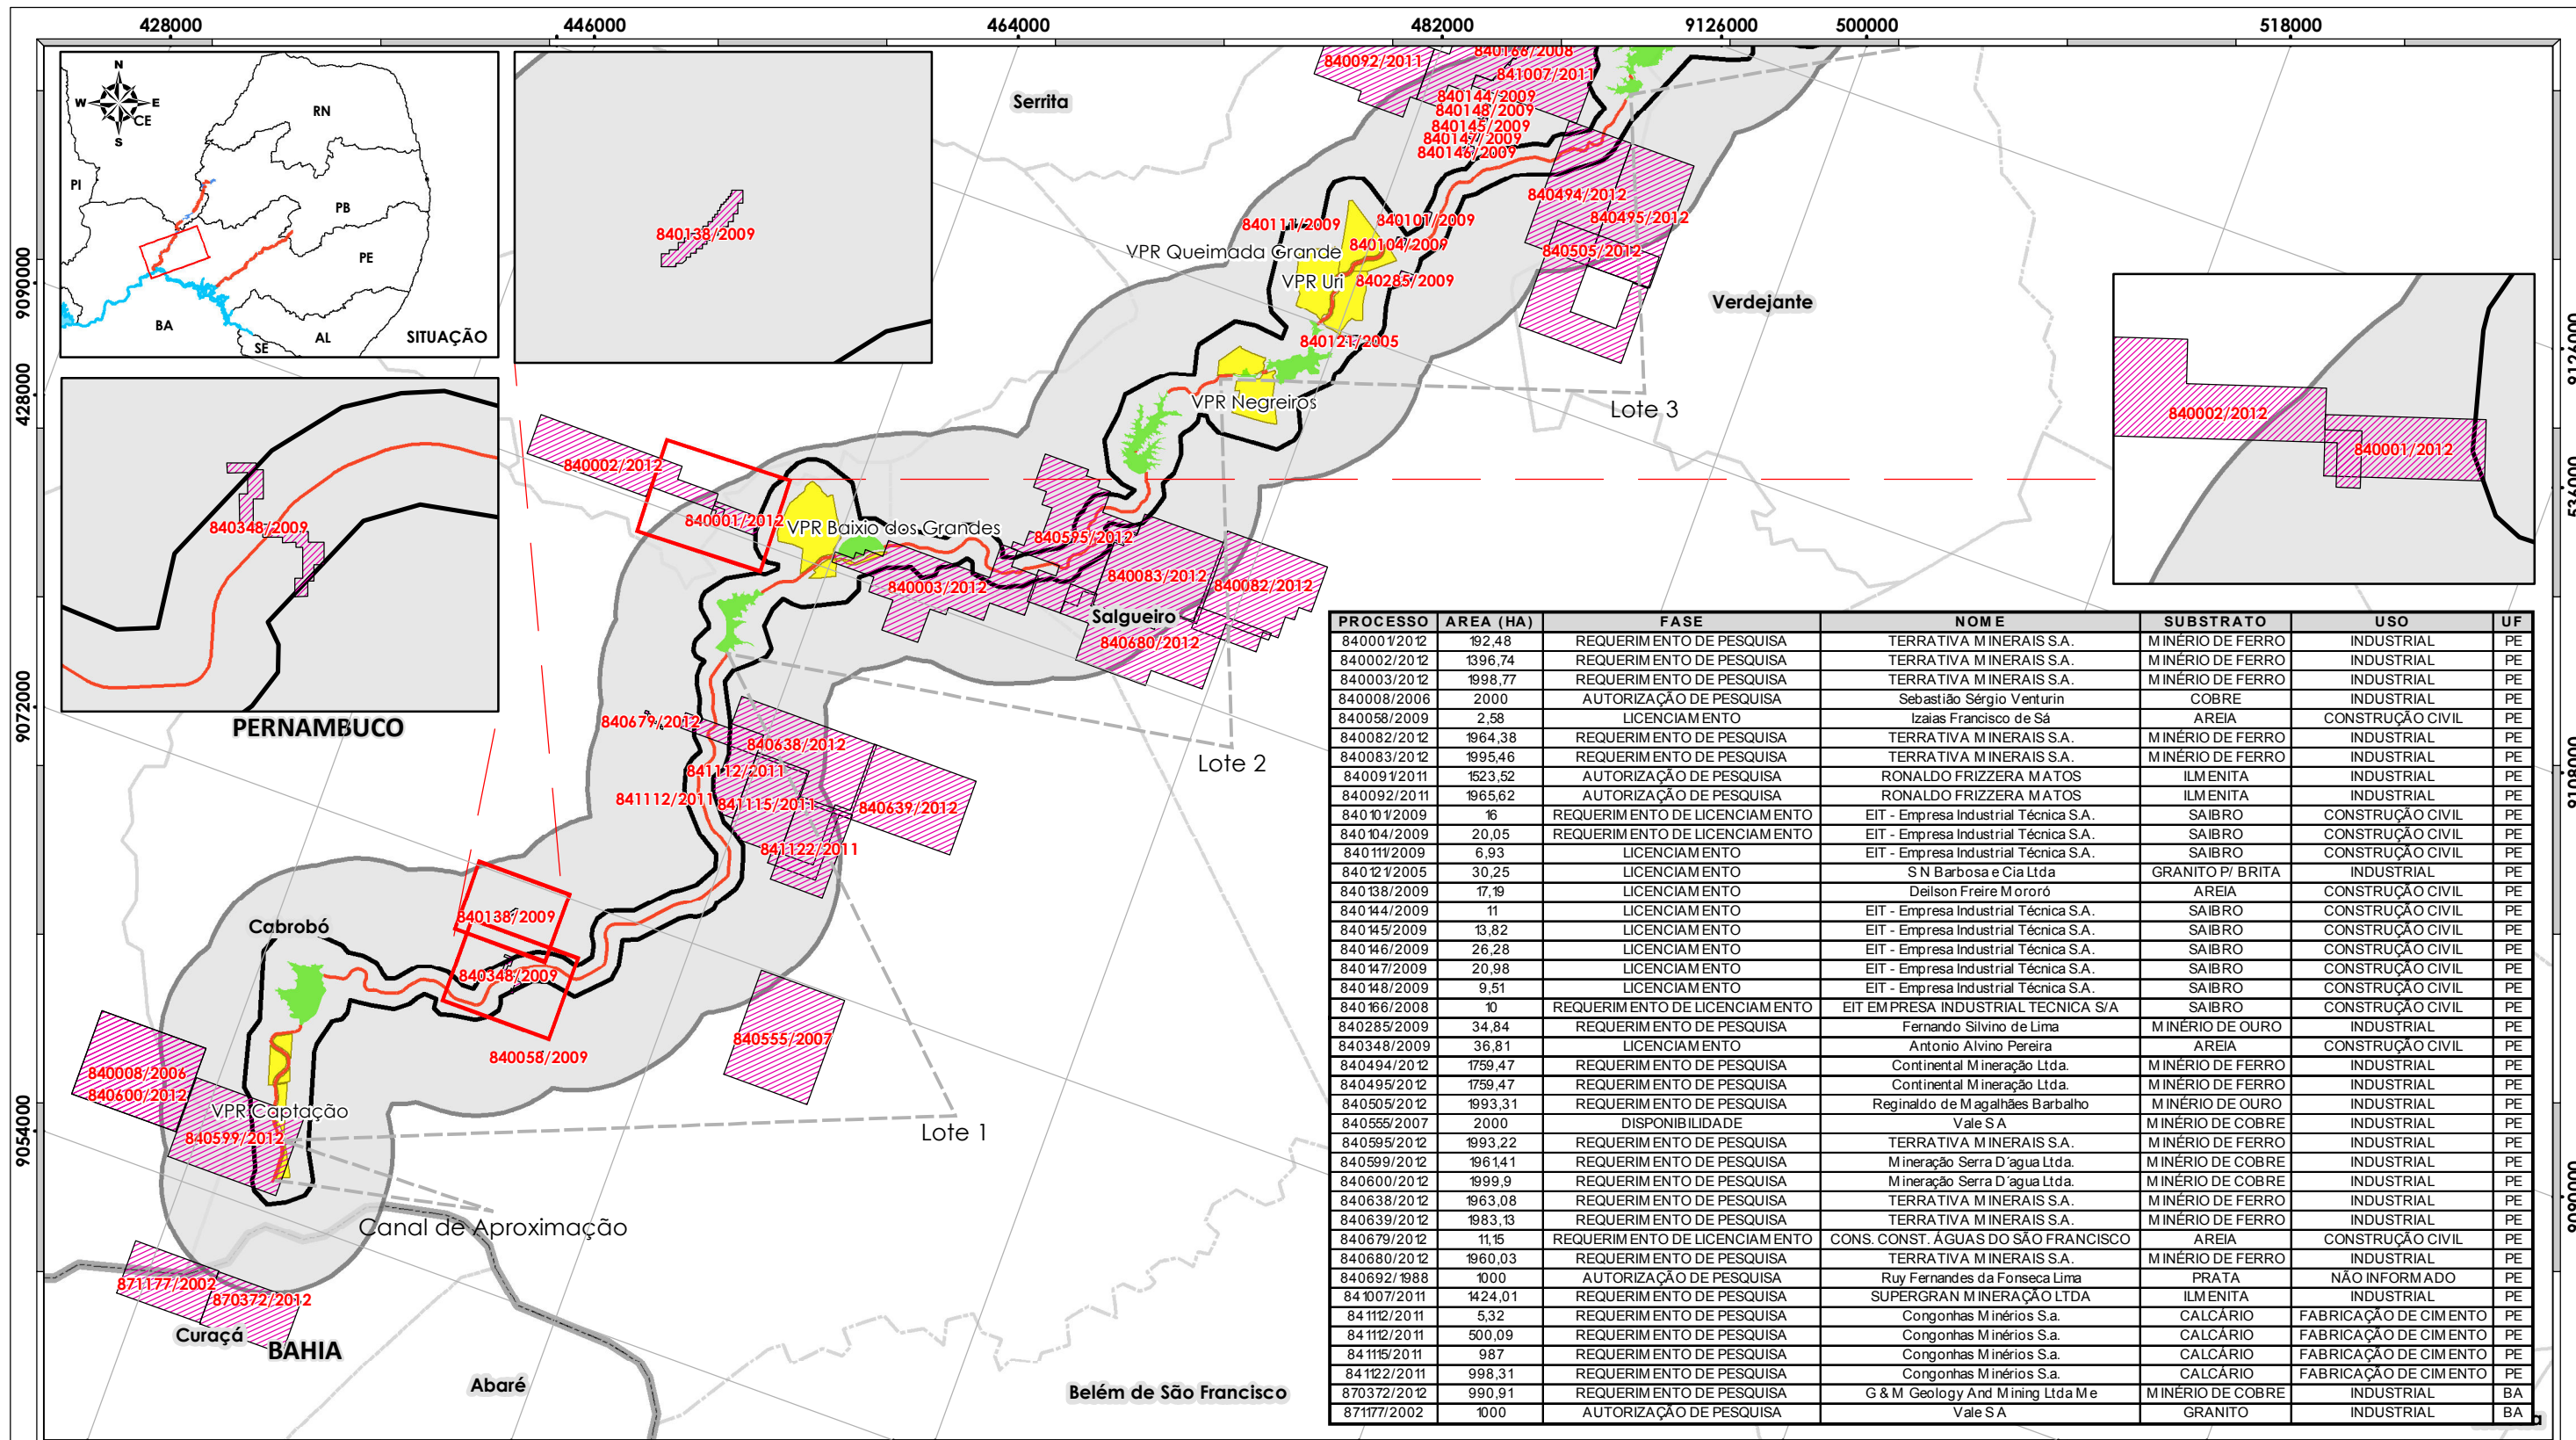 428000 446000 464000 482000 9126000 500000 518000
N
W E
S
CE
RN
PI
PB
PE
BA
AL
SE
SITUAÇÃO
840138/2009
Serrita
840092/2011
840166/2008
841007/2011
840144/2009
840148/2009
840145/2009
840147/2009
840146/2009
840494/2012
840495/2012
840505/2012
840111/2009
840101/2009
840104/2009
VPR Queimada Grande
VPR Uri
840285/2009
840121/2005
VPR Negreiros
Verdejante
Lote 3
9090000
428000
9072000
9054000
9126000
536000
9108000
9090000
840348/2009
PERNAMBUCO
840002/2012
840001/2012
840002/2012
840001/2012
VPR Baixio dos Grandes
840595/2012
840003/2012
840083/2012
840082/2012
Salgueiro
840680/2012
840679/2012
840638/2012
841112/2011
841112/2011
841115/2011
840639/2012
841122/2011
Lote 2
840138/2009
Cabrobó
840348/2009
840058/2009
840555/2007
840008/2006
840600/2012
VPR Captação
840599/2012
Lote 1
Canal de Aproximação
871177/2002
870372/2012
Curaçá
BAHIA
Abaré
Belém de São Francisco
PROCESSO AREA (HA) FASE NOME SUBSTRATO USO UF
840001/2012 192,48 REQUERIMENTO DE PESQUISA TERRATIVA MINERAIS S.A. MINÉRIO DE FERRO INDUSTRIAL PE
840002/2012 1396,74 REQUERIMENTO DE PESQUISA TERRATIVA MINERAIS S.A. MINÉRIO DE FERRO INDUSTRIAL PE
840003/2012 1998,77 REQUERIMENTO DE PESQUISA TERRATIVA MINERAIS S.A. MINÉRIO DE FERRO INDUSTRIAL PE
840008/2006 2000 AUTORIZAÇÃO DE PESQUISA Sebastião Sérgio Venturin COBRE INDUSTRIAL PE
840058/2009 2,58 LICENCIAMENTO Izaias Francisco de Sá AREIA CONSTRUÇÃO CIVIL PE
840082/2012 1964,38 REQUERIMENTO DE PESQUISA TERRATIVA MINERAIS S.A. MINÉRIO DE FERRO INDUSTRIAL PE
840083/2012 1995,46 REQUERIMENTO DE PESQUISA TERRATIVA MINERAIS S.A. MINÉRIO DE FERRO INDUSTRIAL PE
840091/2011 1523,52 AUTORIZAÇÃO DE PESQUISA RONALDO FRIZZERA MATOS ILMENITA INDUSTRIAL PE
840092/2011 1965,62 AUTORIZAÇÃO DE PESQUISA RONALDO FRIZZERA MATOS ILMENITA INDUSTRIAL PE
840101/2009 16 REQUERIMENTO DE LICENCIAMENTO EIT - Empresa Industrial Técnica S.A. SAIBRO CONSTRUÇÃO CIVIL PE
840104/2009 20,05 REQUERIMENTO DE LICENCIAMENTO EIT - Empresa Industrial Técnica S.A. SAIBRO CONSTRUÇÃO CIVIL PE
840111/2009 6,93 LICENCIAMENTO EIT - Empresa Industrial Técnica S.A. SAIBRO CONSTRUÇÃO CIVIL PE
840121/2005 30,25 LICENCIAMENTO S N Barbosa e Cia Ltda GRANITO P/ BRITA INDUSTRIAL PE
840138/2009 17,19 LICENCIAMENTO Deilson Freire Mororó AREIA CONSTRUÇÃO CIVIL PE
840144/2009 11 LICENCIAMENTO EIT - Empresa Industrial Técnica S.A. SAIBRO CONSTRUÇÃO CIVIL PE
840145/2009 13,82 LICENCIAMENTO EIT - Empresa Industrial Técnica S.A. SAIBRO CONSTRUÇÃO CIVIL PE
840146/2009 26,28 LICENCIAMENTO EIT - Empresa Industrial Técnica S.A. SAIBRO CONSTRUÇÃO CIVIL PE
840147/2009 20,98 LICENCIAMENTO EIT - Empresa Industrial Técnica S.A. SAIBRO CONSTRUÇÃO CIVIL PE
840148/2009 9,51 LICENCIAMENTO EIT - Empresa Industrial Técnica S.A. SAIBRO CONSTRUÇÃO CIVIL PE
840166/2008 10 REQUERIMENTO DE LICENCIAMENTO EIT EMPRESA INDUSTRIAL TECNICA S/A SAIBRO CONSTRUÇÃO CIVIL PE
840285/2009 34,84 REQUERIMENTO DE PESQUISA Fernando Silvino de Lima MINÉRIO DE OURO INDUSTRIAL PE
840348/2009 36,81 LICENCIAMENTO Antonio Alvino Pereira AREIA CONSTRUÇÃO CIVIL PE
840494/2012 1759,47 REQUERIMENTO DE PESQUISA Continental Mineração Ltda. MINÉRIO DE FERRO INDUSTRIAL PE
840495/2012 1759,47 REQUERIMENTO DE PESQUISA Continental Mineração Ltda. MINÉRIO DE FERRO INDUSTRIAL PE
840505/2012 1993,31 REQUERIMENTO DE PESQUISA Reginaldo de Magalhães Barbalho MINÉRIO DE OURO INDUSTRIAL PE
840555/2007 2000 DISPONIBILIDADE Vale S A MINÉRIO DE COBRE INDUSTRIAL PE
840595/2012 1993,22 REQUERIMENTO DE PESQUISA TERRATIVA MINERAIS S.A. MINÉRIO DE FERRO INDUSTRIAL PE
840599/2012 1961,41 REQUERIMENTO DE PESQUISA Mineração Serra D´agua Ltda. MINÉRIO DE COBRE INDUSTRIAL PE
840600/2012 1999,9 REQUERIMENTO DE PESQUISA Mineração Serra D´agua Ltda. MINÉRIO DE COBRE INDUSTRIAL PE
840638/2012 1963,08 REQUERIMENTO DE PESQUISA TERRATIVA MINERAIS S.A. MINÉRIO DE FERRO INDUSTRIAL PE
840639/2012 1983,13 REQUERIMENTO DE PESQUISA TERRATIVA MINERAIS S.A. MINÉRIO DE FERRO INDUSTRIAL PE
840679/2012 11,15 REQUERIMENTO DE LICENCIAMENTO CONS. CONST. ÁGUAS DO SÃO FRANCISCO AREIA CONSTRUÇÃO CIVIL PE
840680/2012 1960,03 REQUERIMENTO DE PESQUISA TERRATIVA MINERAIS S.A. MINÉRIO DE FERRO INDUSTRIAL PE
840692/1988 1000 AUTORIZAÇÃO DE PESQUISA Ruy Fernandes da Fonseca Lima PRATA NÃO INFORMADO PE
841007/2011 1424,01 REQUERIMENTO DE PESQUISA SUPERGRAN MINERAÇÃO LTDA ILMENITA INDUSTRIAL PE
841112/2011 5,32 REQUERIMENTO DE PESQUISA Congonhas Minérios S.a. CALCÁRIO FABRICAÇÃO DE CIMENTO PE
841112/2011 500,09 REQUERIMENTO DE PESQUISA Congonhas Minérios S.a. CALCÁRIO FABRICAÇÃO DE CIMENTO PE
841115/2011 987 REQUERIMENTO DE PESQUISA Congonhas Minérios S.a. CALCÁRIO FABRICAÇÃO DE CIMENTO PE
841122/2011 998,31 REQUERIMENTO DE PESQUISA Congonhas Minérios S.a. CALCÁRIO FABRICAÇÃO DE CIMENTO PE
870372/2012 990,91 REQUERIMENTO DE PESQUISA G & M Geology And Mining Ltda Me MINÉRIO DE COBRE INDUSTRIAL BA
871177/2002 1000 AUTORIZAÇÃO DE PESQUISA Vale S A GRANITO INDUSTRIAL BA